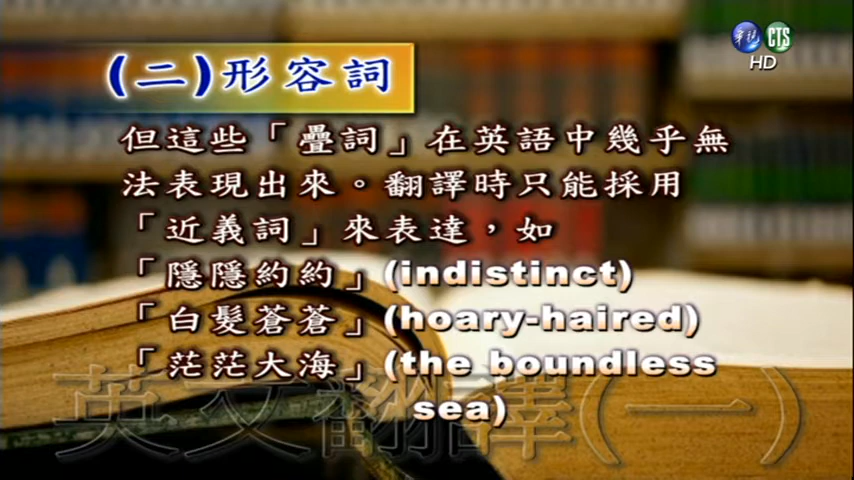 華視 CTS
HD
(二)形容詞
但這些「疊詞」在英語中幾乎無
法表現出來。翻譯時只能採用
「近義詞」來表達，如
「隱隱約約」(indistinct)
「白髮蒼蒼」(hoary-haired)
「茫茫大海」(the boundless
sea)
英文翻譯(一)